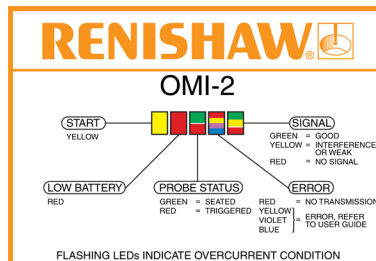 RENISHAW®
OMI-2
START
YELLOW
SIGNAL
GREEN = GOOD
YELLOW = INTERFERENCE
OR WEAK
RED = NO SIGNAL
LOW BATTERY
RED
PROBE STATUS
GREEN = SEATED
RED = TRIGGERED
ERROR
RED = NO TRANSMISSION
YELLOW
VIOLET
BLUE
= ERROR, REFER
TO USER GUIDE
FLASHING LEDs INDICATE OVERCURRENT CONDITION